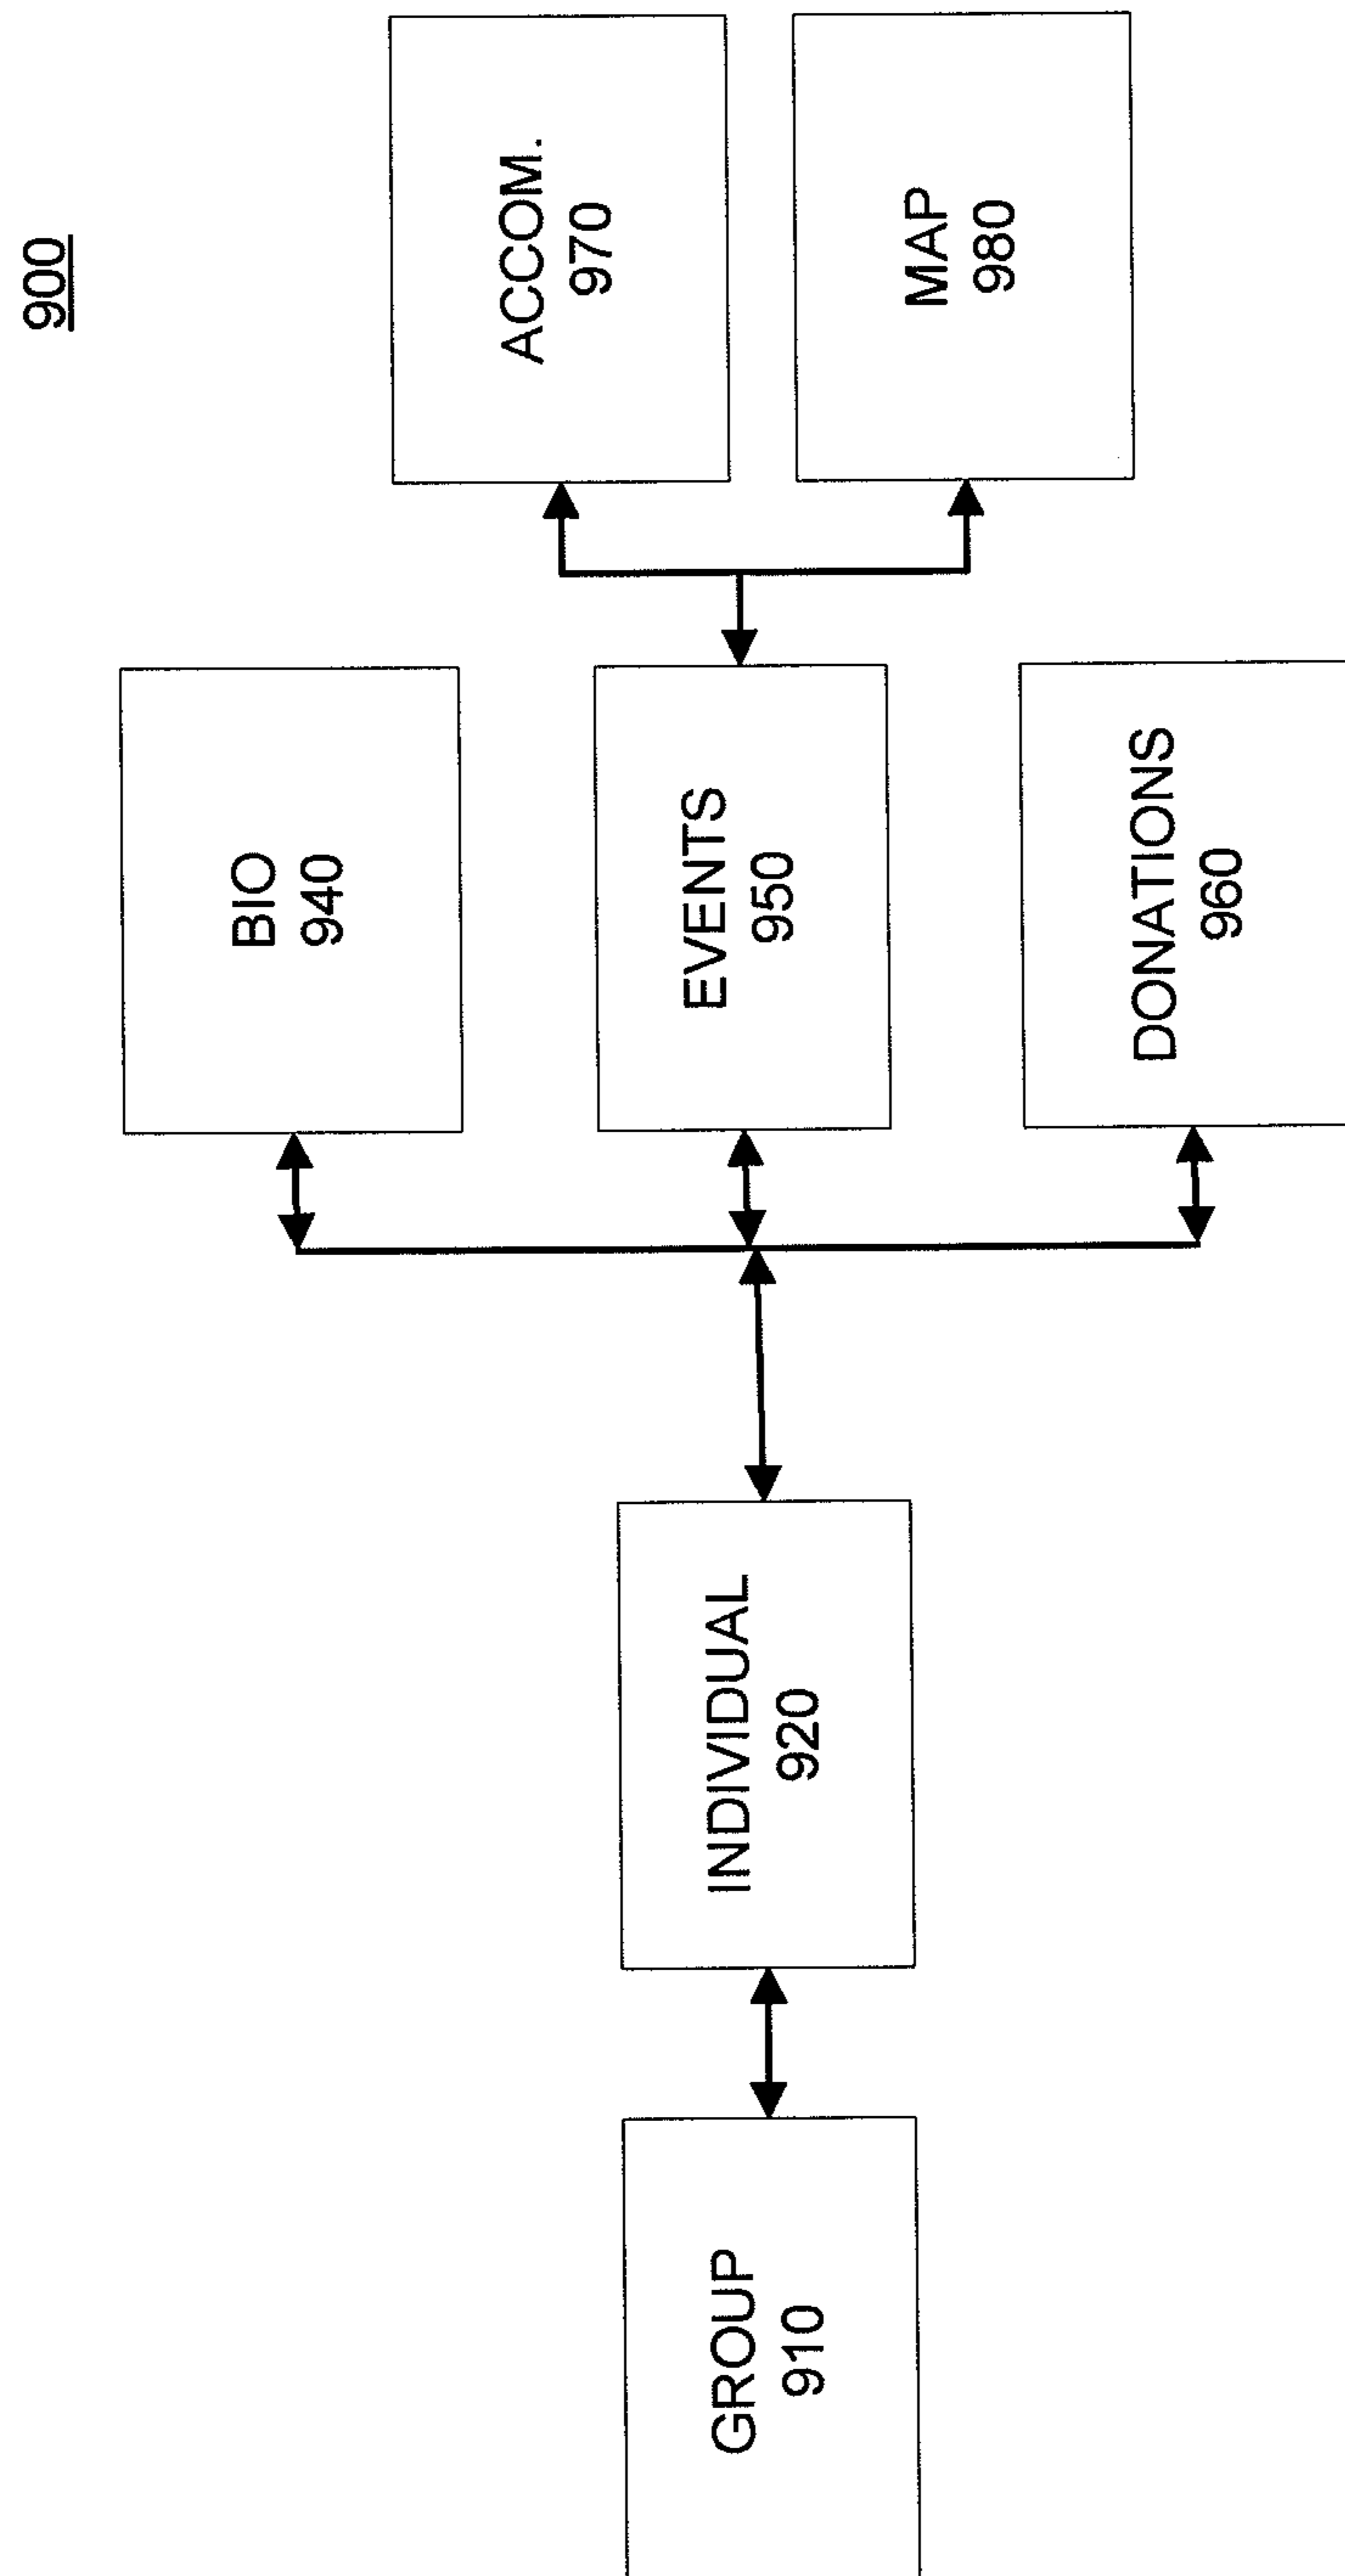 900
GROUP
910
INDIVIDUAL
920
BIO
940
EVENTS
950
DONATIONS
960
ACCOM.
970
MAP
980